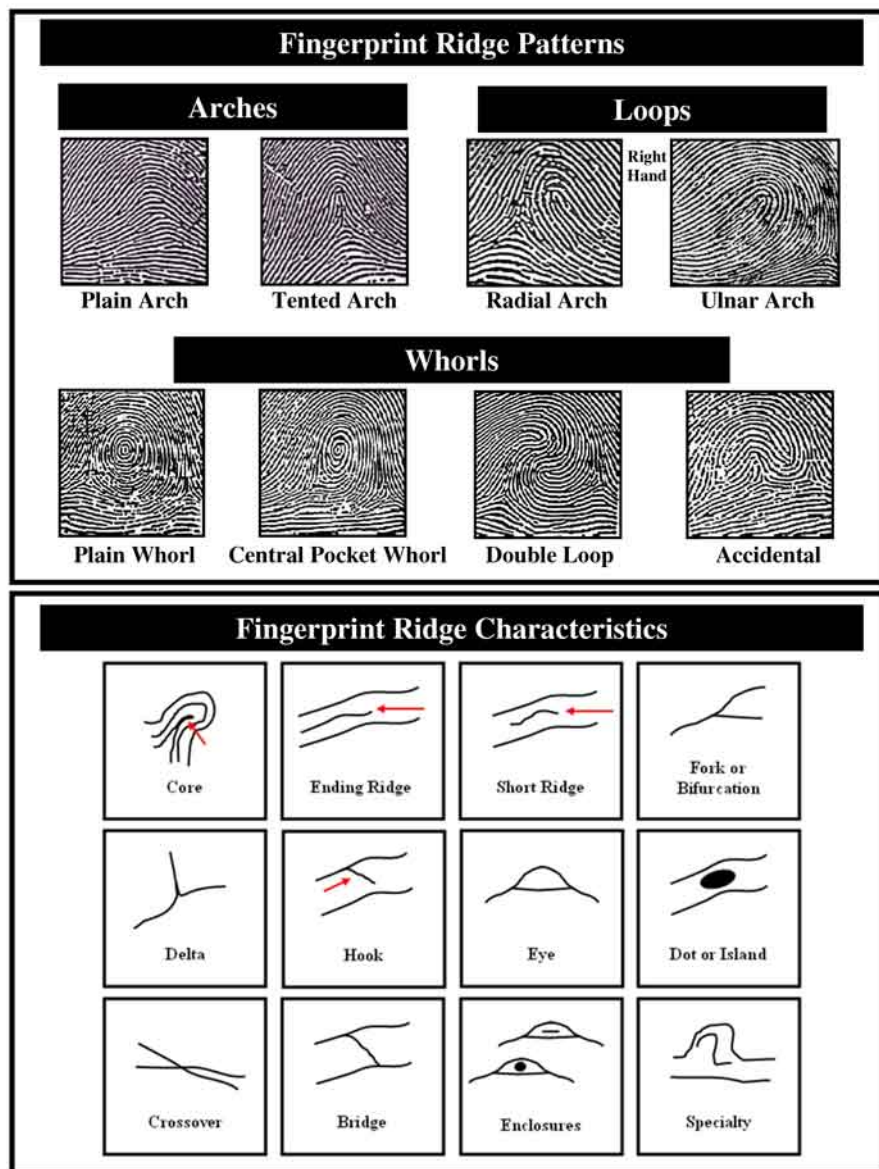 Fingerprint Ridge Patterns
Arches
Loops
Right
Hand
Plain Arch
Tented Arch
Radial Arch
Ulnar Arch
Whorls
Plain Whorl
Central Pocket Whorl
Double Loop
Accidental
Fingerprint Ridge Characteristics
Core
Ending Ridge
Short Ridge
Fork or
Bifurcation
Delta
Hook
Eye
Dot or Island
Crossover
Bridge
Enclosures
Specialty